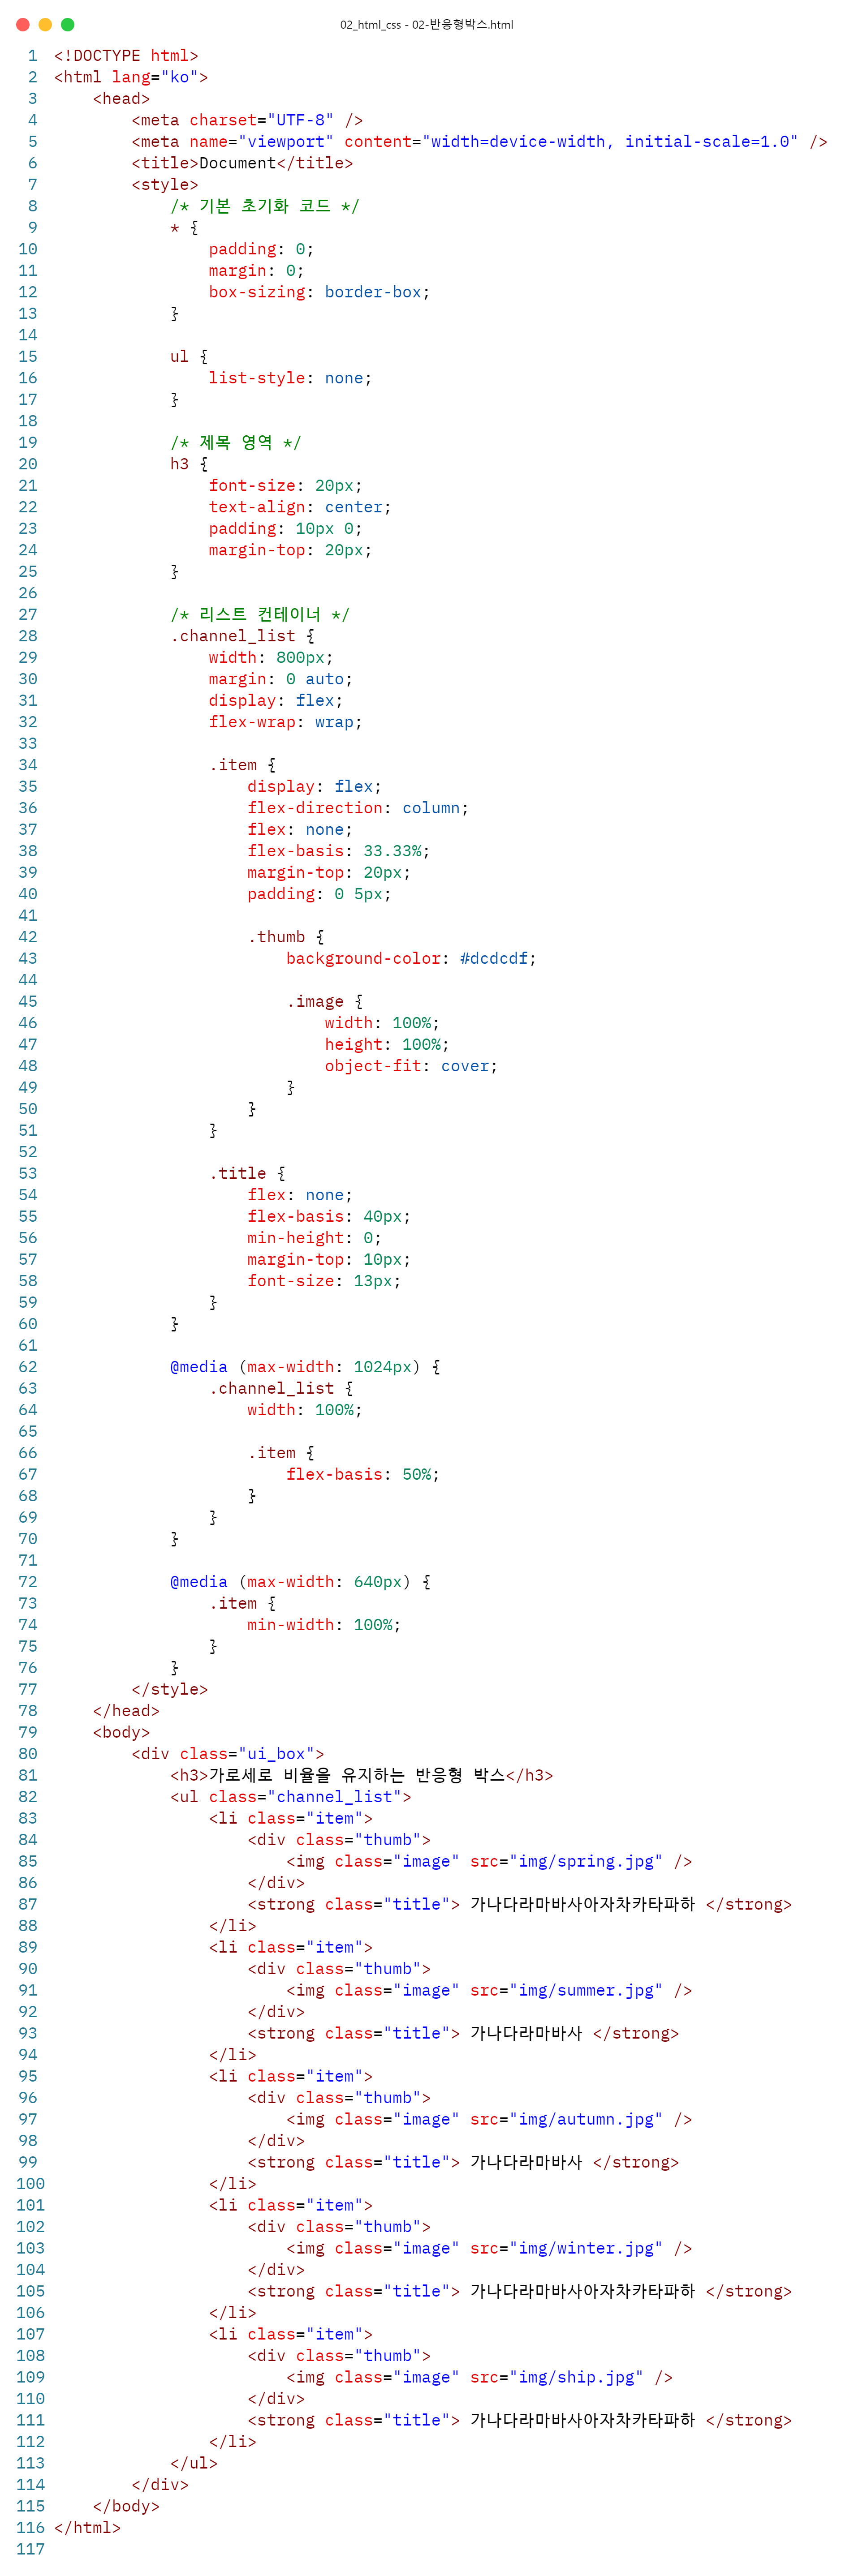 02_html_css - 02-반응형박스.html
1 <!DOCTYPE html>
2 <html lang="ko">
3     <head>
4         <meta charset="UTF-8" />
5         <meta name="viewport" content="width=device-width, initial-scale=1.0" />
6         <title>Document</title>
7         <style>
8             /* 기본 초기화 코드 */
9             * {
10                 padding: 0;
11                 margin: 0;
12                 box-sizing: border-box;
13             }
14
15             ul {
16                 list-style: none;
17             }
18
19             /* 제목 영역 */
20             h3 {
21                 font-size: 20px;
22                 text-align: center;
23                 padding: 10px 0;
24                 margin-top: 20px;
25             }
26
27             /* 리스트 컨테이너 */
28             .channel_list {
29                 width: 800px;
30                 margin: 0 auto;
31                 display: flex;
32                 flex-wrap: wrap;
33
34                 .item {
35                     display: flex;
36                     flex-direction: column;
37                     flex: none;
38                     flex-basis: 33.33%;
39                     margin-top: 20px;
40                     padding: 0 5px;
41
42                     .thumb {
43                         background-color: #dcdcdf;
44
45                         .image {
46                             width: 100%;
47                             height: 100%;
48                             object-fit: cover;
49                         }
50                     }
51                 }
52
53                 .title {
54                     flex: none;
55                     flex-basis: 40px;
56                     min-height: 0;
57                     margin-top: 10px;
58                     font-size: 13px;
59                 }
60             }
61
62             @media (max-width: 1024px) {
63                 .channel_list {
64                     width: 100%;
65
66                     .item {
67                         flex-basis: 50%;
68                     }
69                 }
70             }
71
72             @media (max-width: 640px) {
73                 .item {
74                     min-width: 100%;
75                 }
76             }
77         </style>
78     </head>
79     <body>
80         <div class="ui_box">
81             <h3>가로세로 비율을 유지하는 반응형 박스</h3>
82             <ul class="channel_list">
83                 <li class="item">
84                     <div class="thumb">
85                         <img class="image" src="img/spring.jpg" />
86                     </div>
87                     <strong class="title"> 가나다라마바사아자차카타파하 </strong>
88                 </li>
89                 <li class="item">
90                     <div class="thumb">
91                         <img class="image" src="img/summer.jpg" />
92                     </div>
93                     <strong class="title"> 가나다라마바사 </strong>
94                 </li>
95                 <li class="item">
96                     <div class="thumb">
97                         <img class="image" src="img/autumn.jpg" />
98                     </div>
99                     <strong class="title"> 가나다라마바사 </strong>
100                 </li>
101                 <li class="item">
102                     <div class="thumb">
103                         <img class="image" src="img/winter.jpg" />
104                     </div>
105                     <strong class="title"> 가나다라마바사아자차카타파하 </strong>
106                 </li>
107                 <li class="item">
108                     <div class="thumb">
109                         <img class="image" src="img/ship.jpg" />
110                     </div>
111                     <strong class="title"> 가나다라마바사아자차카타파하 </strong>
112                 </li>
113             </ul>
114         </div>
115     </body>
116 </html>
117